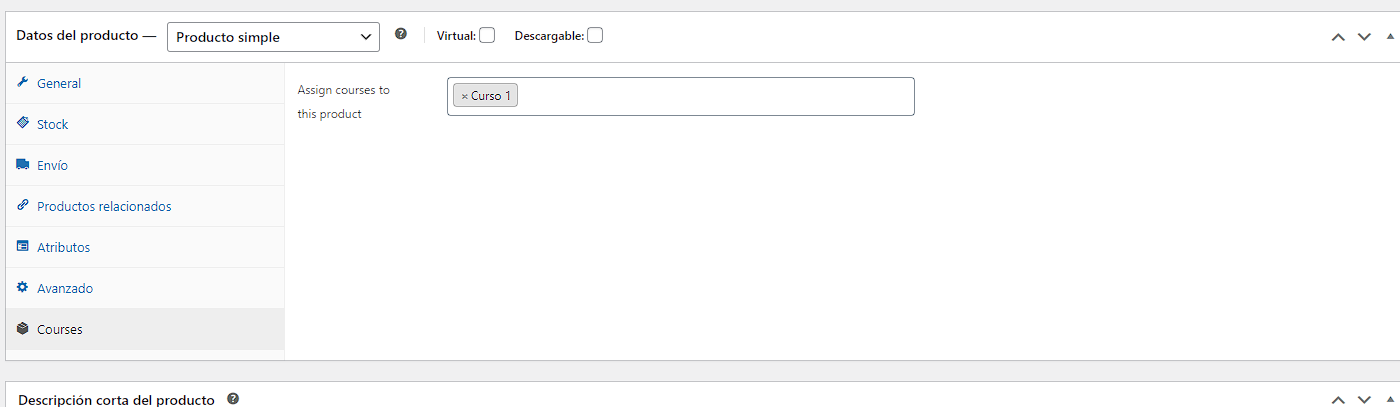 Datos del producto — Producto simple ? Virtual: Descargable:
General
Stock
Envío
Productos relacionados
Atributos
Avanzado
Courses
Assign courses to
this product
× Curso 1
Descripción corta del producto ?